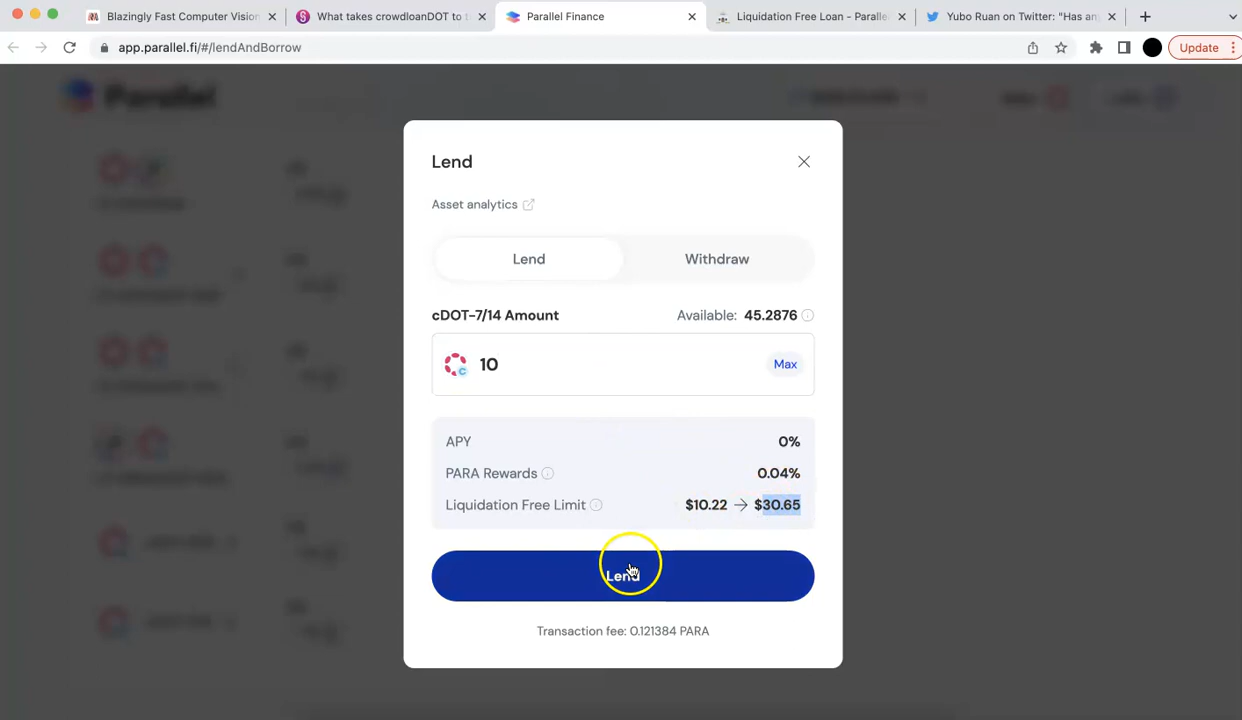 Blazingly Fast Computer Vision
What takes crowdloanDOT to t
Parallel Finance
Liquidation Free Loan - Paralle
Yubo Ruan on Twitter: "Has an
app.parallel.fi/#/lendAndBorrow
Update
Parallel
Lend
Asset analytics
Lend
Withdraw
cDOT-7/14 Amount
Available: 45.2876
10
Max
APY
0%
PARA Rewards
0.04%
Liquidation Free Limit
$10.22 → $30.65
Lend
Transaction fee: 0.121384 PARA